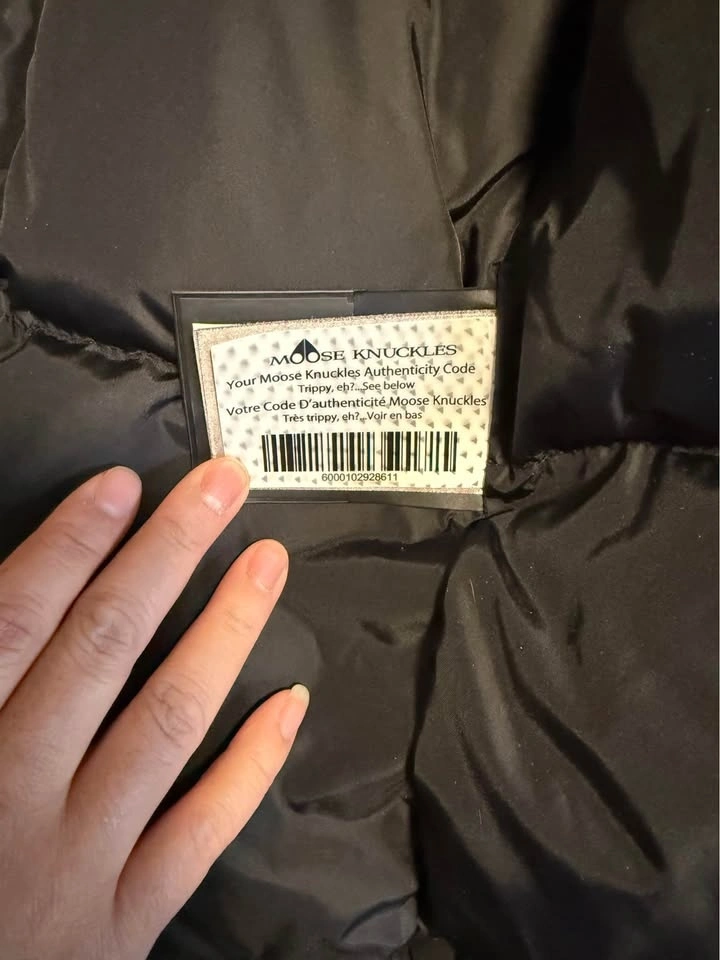 MOOSE KNUCKLES
Your Moose Knuckles Authenticity Code
Trippy, eh?...See below
Votre Code D'authenticité Moose Knuckles
Très trippy, eh?...Voir en bas
6000102928611